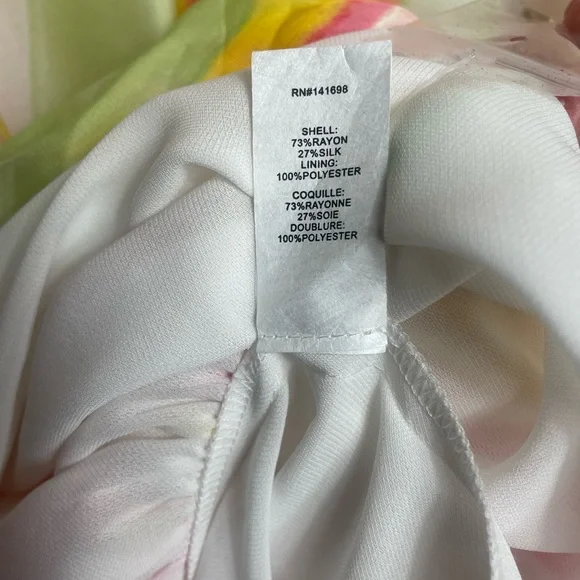 RN#141698
SHELL:
73%RAYON
27%SILK
LINING:
100%POLYESTER
COQUILLE:
73%RAYONNE
27%SOIE
DOUBLURE:
100%POLYESTER